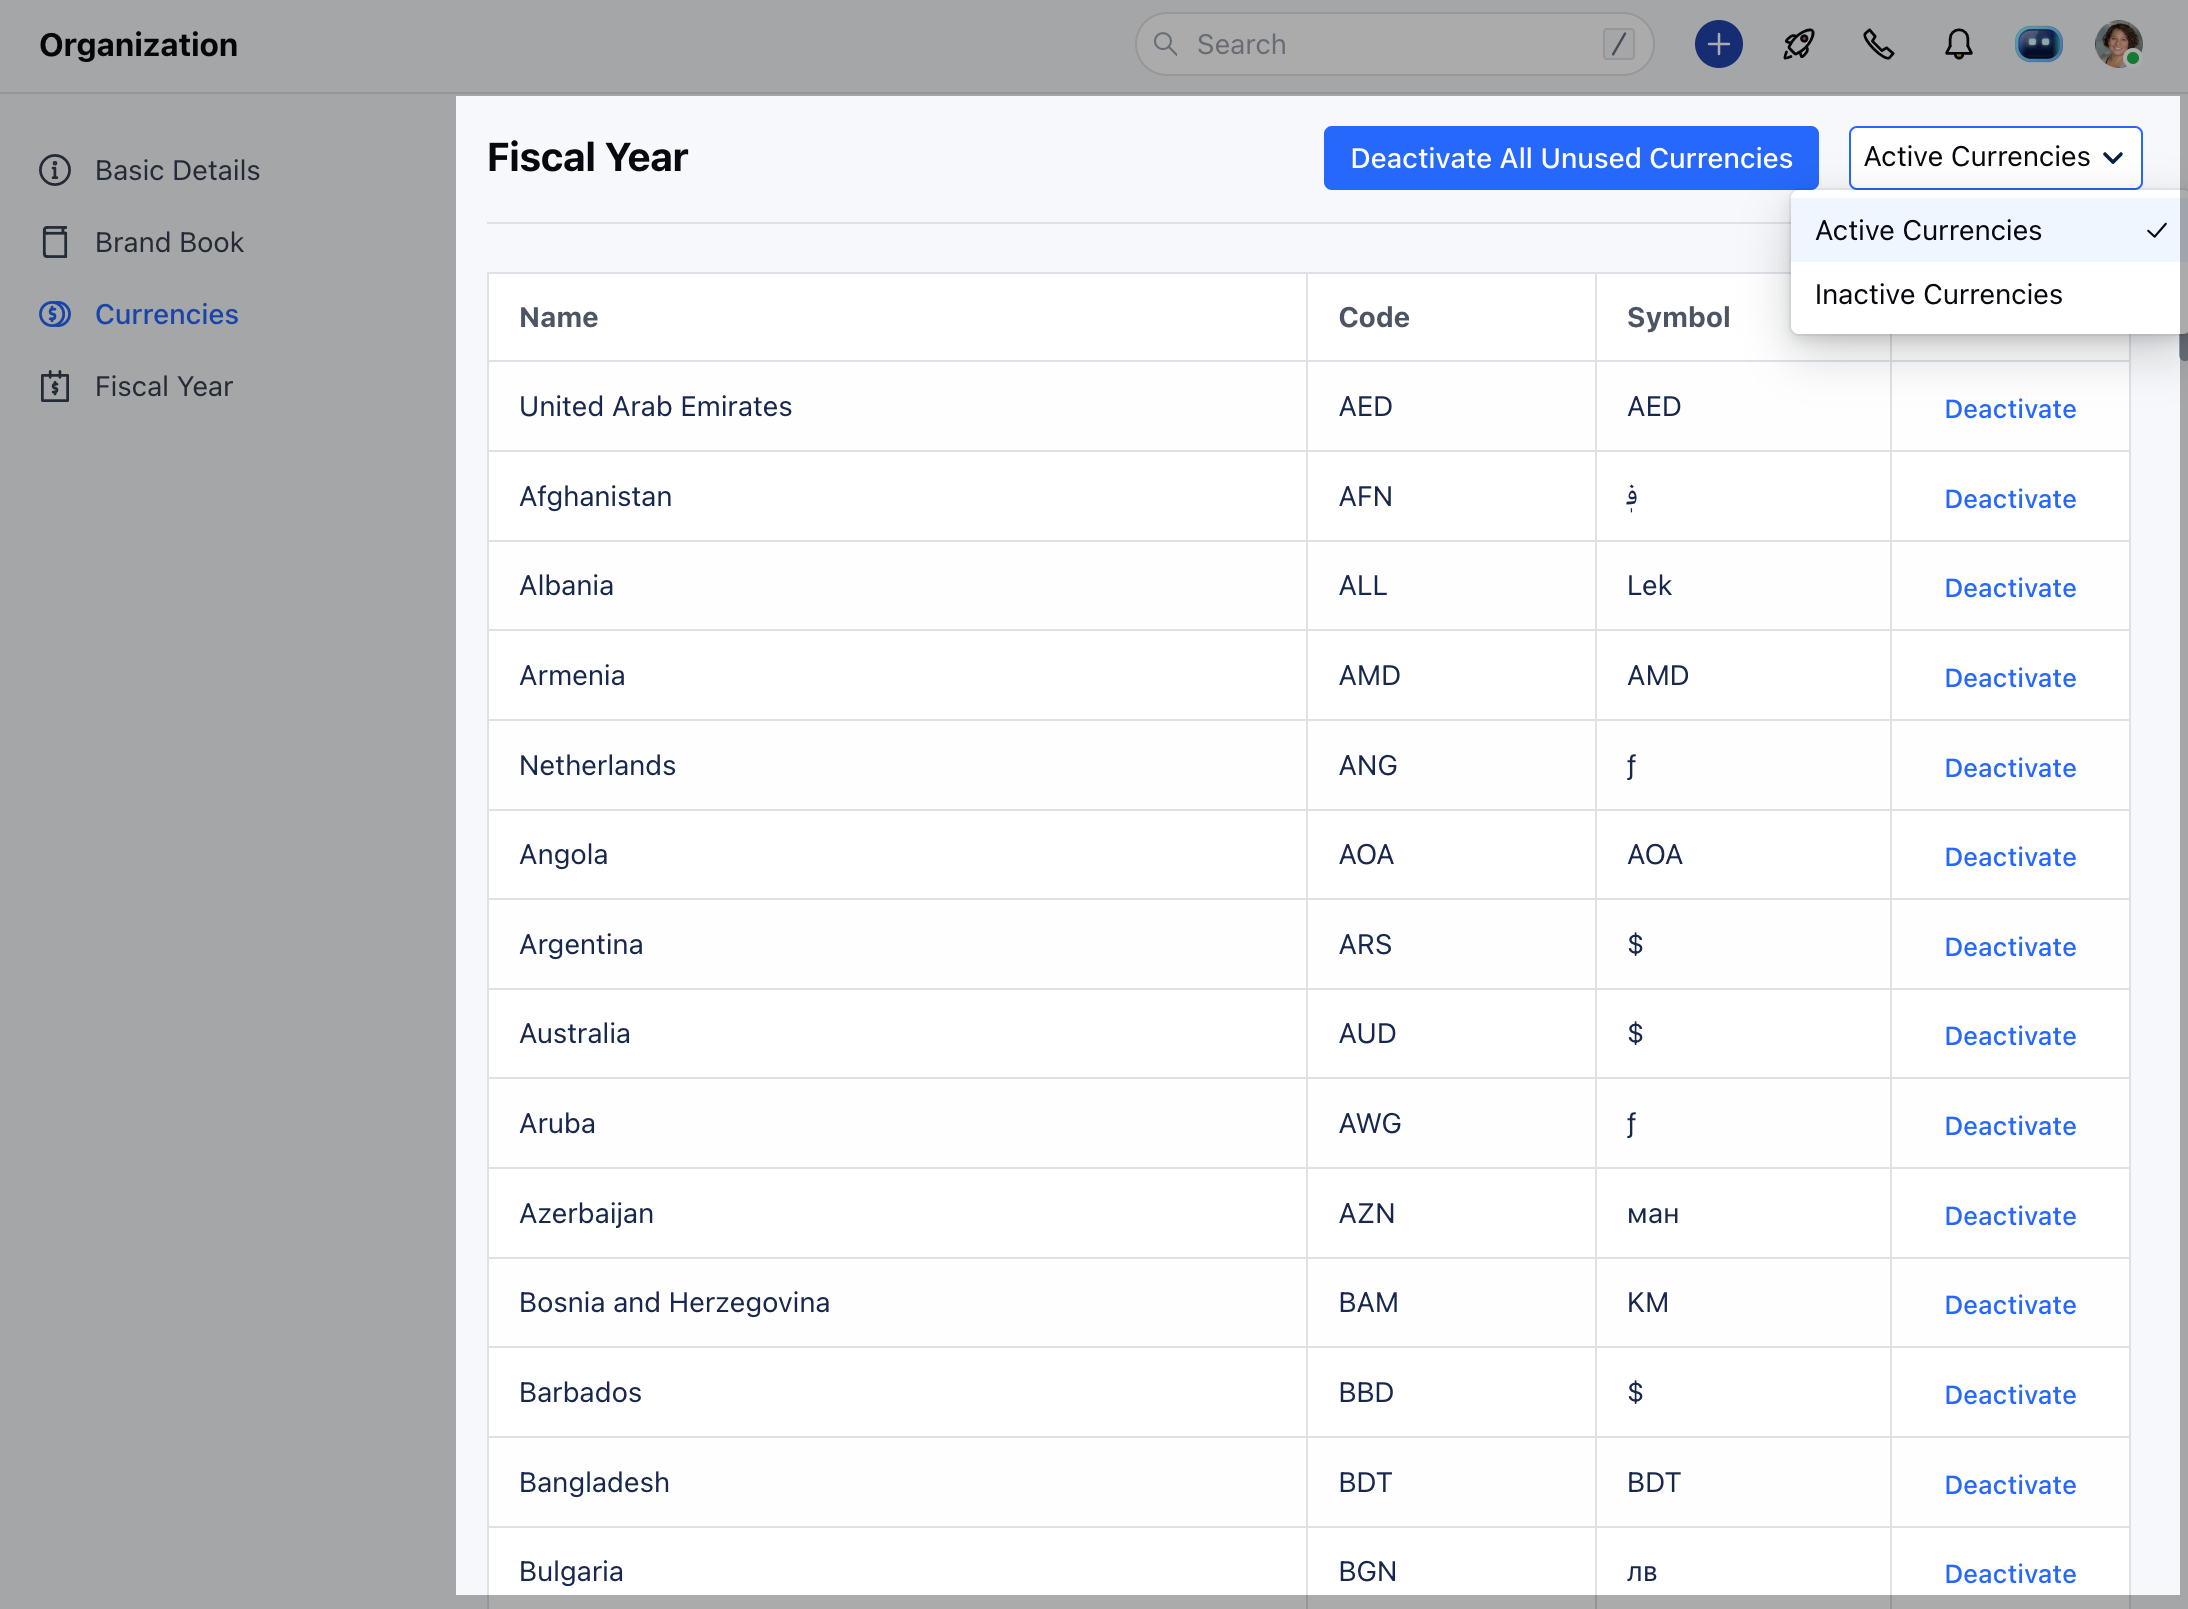 Organization
Search /
Basic Details
Brand Book
Currencies
Fiscal Year
Fiscal Year
Deactivate All Unused Currencies
Active Currencies
Active Currencies
Inactive Currencies
Name Code Symbol
United Arab Emirates AED AED Deactivate
Afghanistan AFN ؋ Deactivate
Albania ALL Lek Deactivate
Armenia AMD AMD Deactivate
Netherlands ANG ƒ Deactivate
Angola AOA AOA Deactivate
Argentina ARS $ Deactivate
Australia AUD $ Deactivate
Aruba AWG ƒ Deactivate
Azerbaijan AZN ман Deactivate
Bosnia and Herzegovina BAM KM Deactivate
Barbados BBD $ Deactivate
Bangladesh BDT BDT Deactivate
Bulgaria BGN лв Deactivate